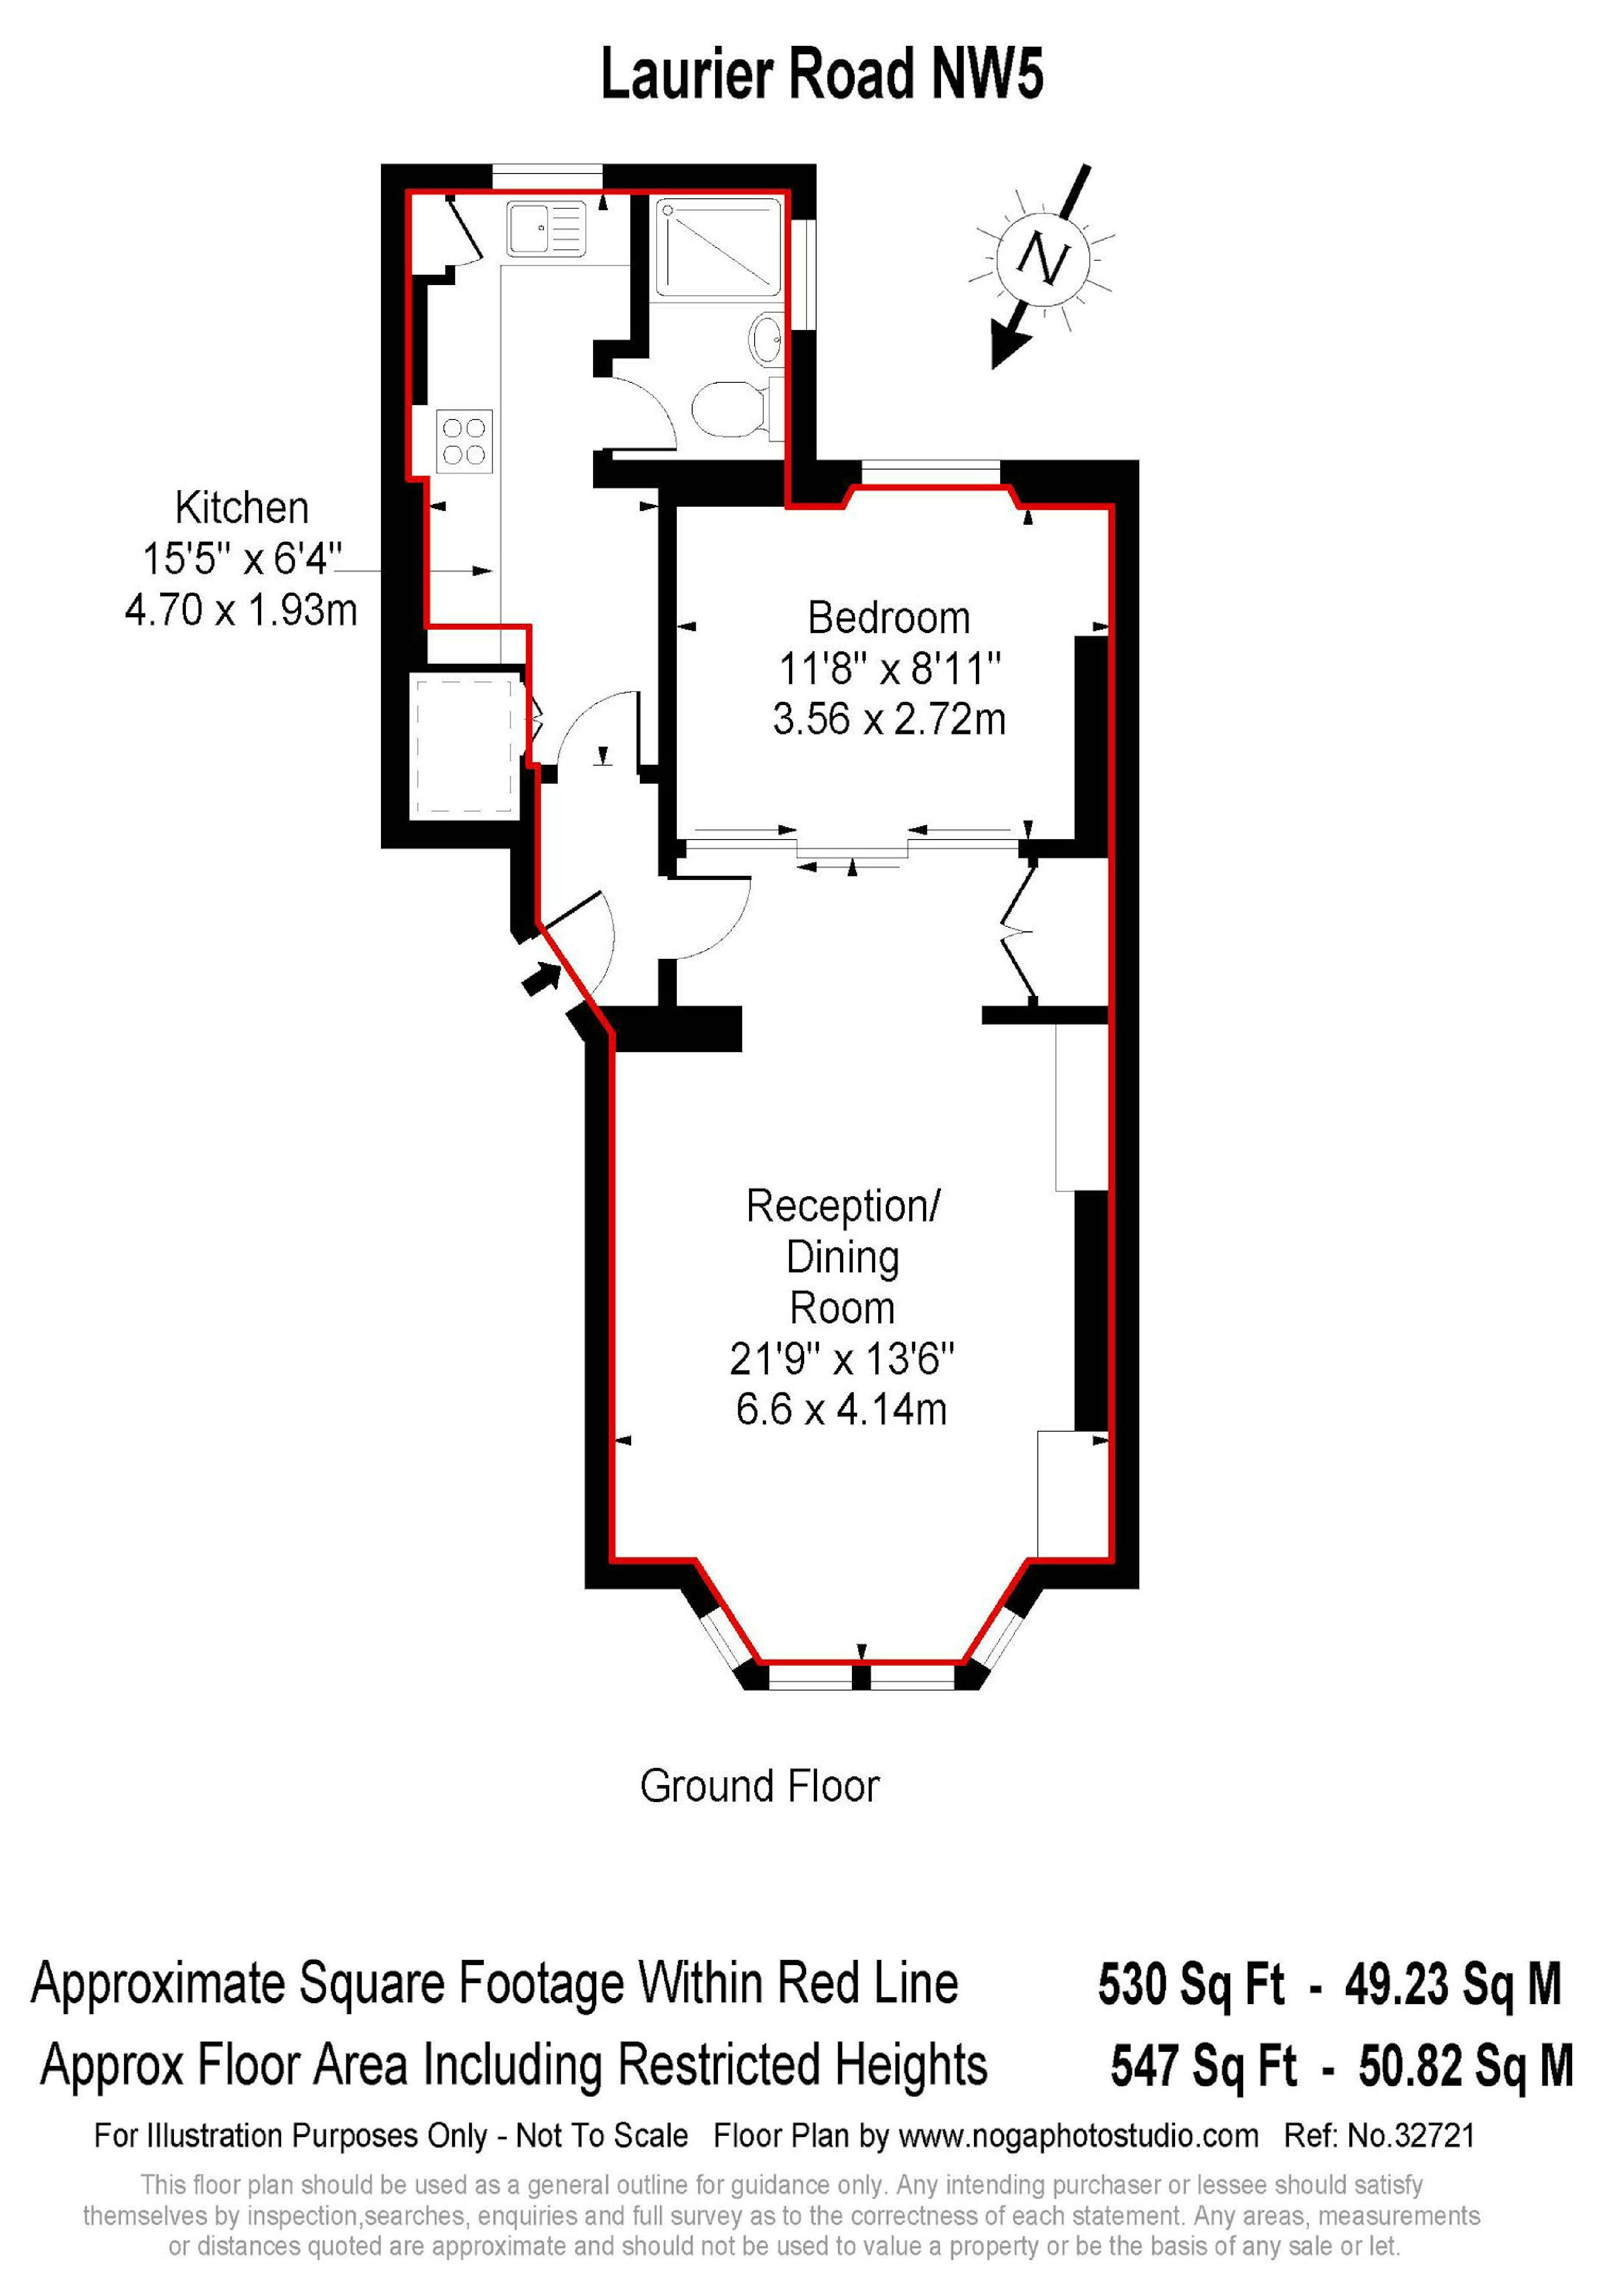 Laurier Road NW5
N
Kitchen
15'5" x 6'4"
4.70 x 1.93m
Bedroom
11'8" x 8'11"
3.56 x 2.72m
Reception/
Dining
Room
21'9" x 13'6"
6.6 x 4.14m
Ground Floor
Approximate Square Footage Within Red Line 530 Sq Ft - 49.23 Sq M
Approx Floor Area Including Restricted Heights 547 Sq Ft - 50.82 Sq M
For Illustration Purposes Only - Not To Scale Floor Plan by www.nogaphotostudio.com Ref: No.32721
This floor plan should be used as a general outline for guidance only. Any intending purchaser or lessee should satisfy
themselves by inspection,searches, enquiries and full survey as to the correctness of each statement. Any areas, measurements
or distances quoted are approximate and should not be used to value a property or be the basis of any sale or let.